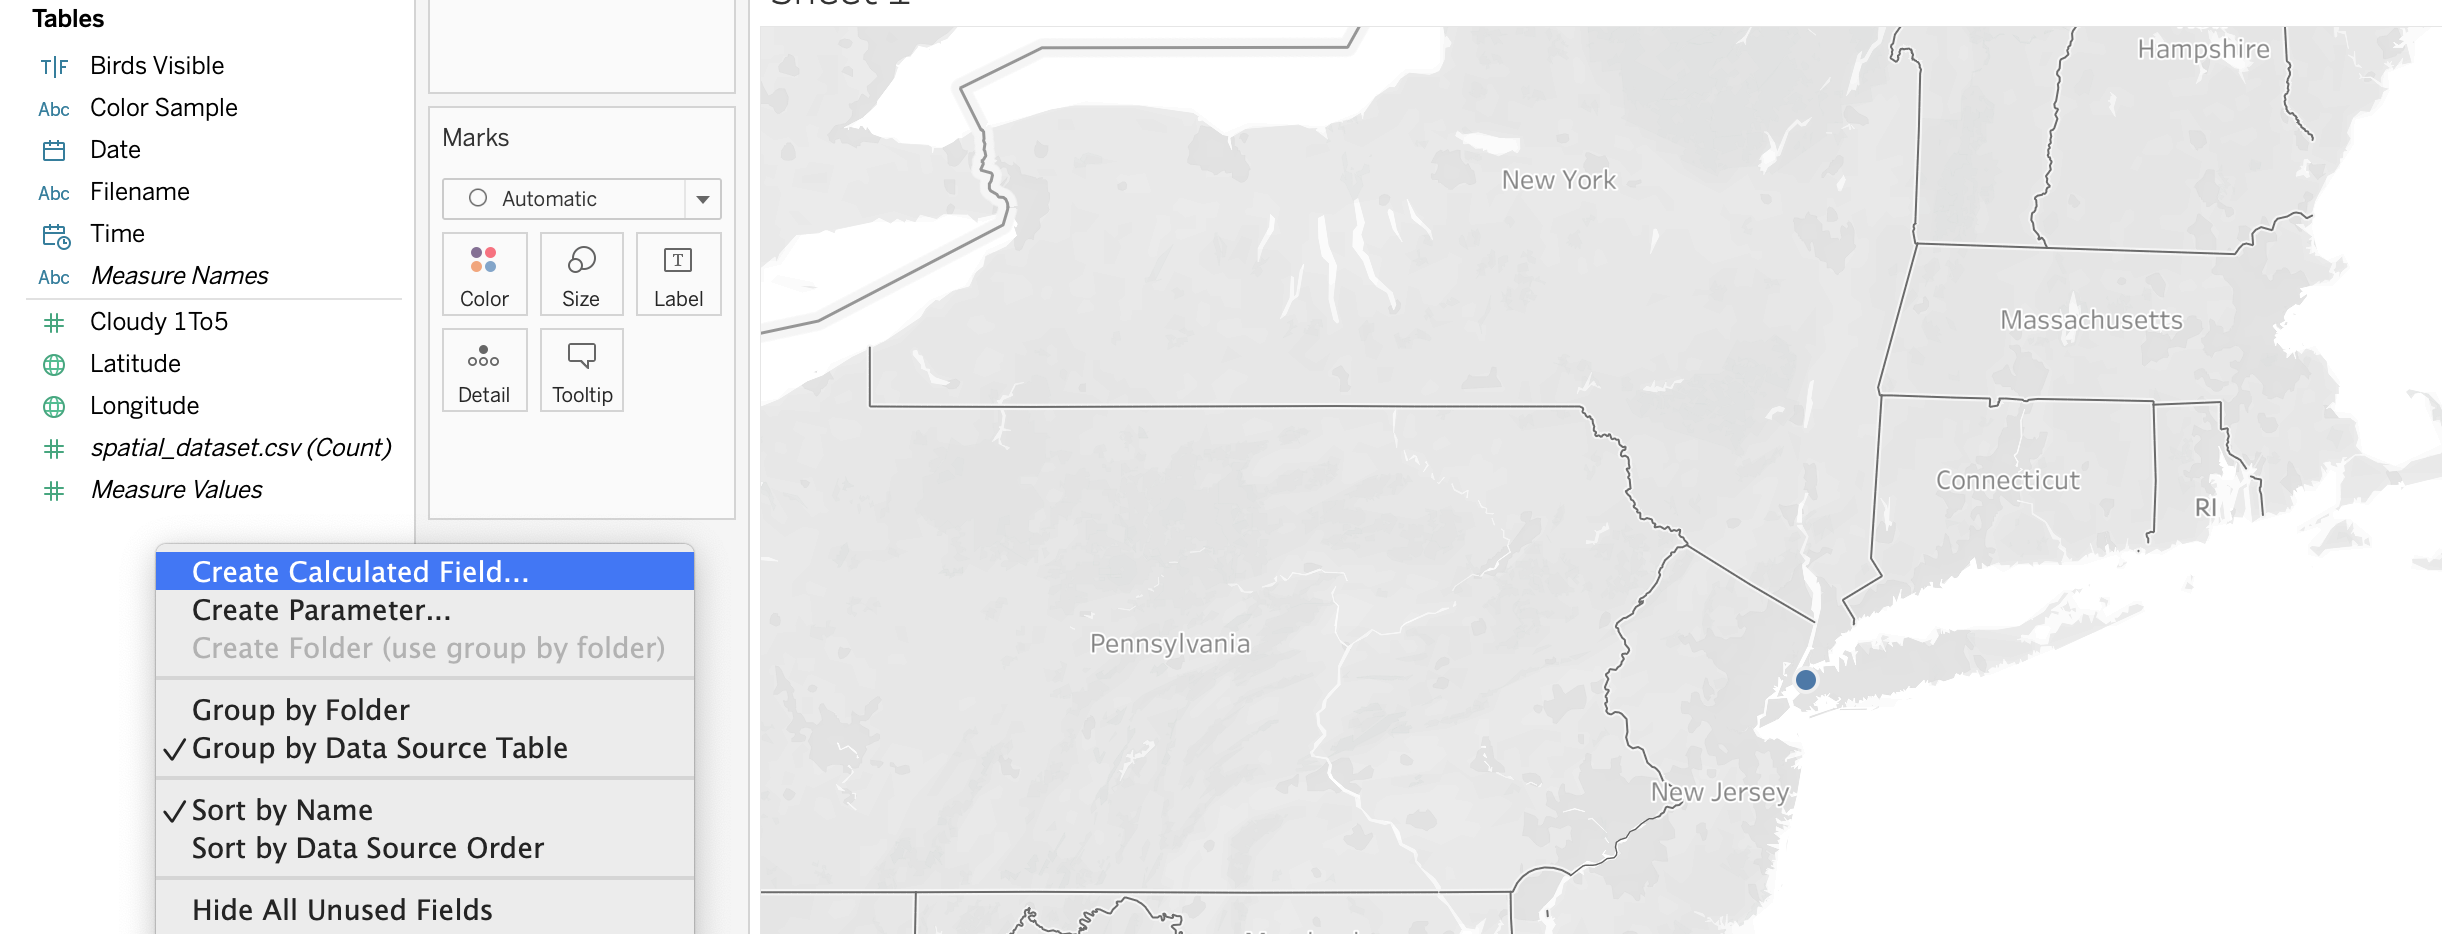 Tables
T|F Birds Visible
Abc Color Sample
Date
Abc Filename
Time
Abc Measure Names
Cloudy 1To5
Latitude
Longitude
spatial_dataset.csv (Count)
Measure Values
Marks
Automatic
Color
Size
T
Label
Detail
Tooltip
Create Calculated Field...
Create Parameter...
Create Folder (use group by folder)
Group by Folder
✓ Group by Data Source Table
✓ Sort by Name
Sort by Data Source Order
Hide All Unused Fields
Hampshire
New York
Massachusetts
Connecticut
RI
Pennsylvania
New Jersey